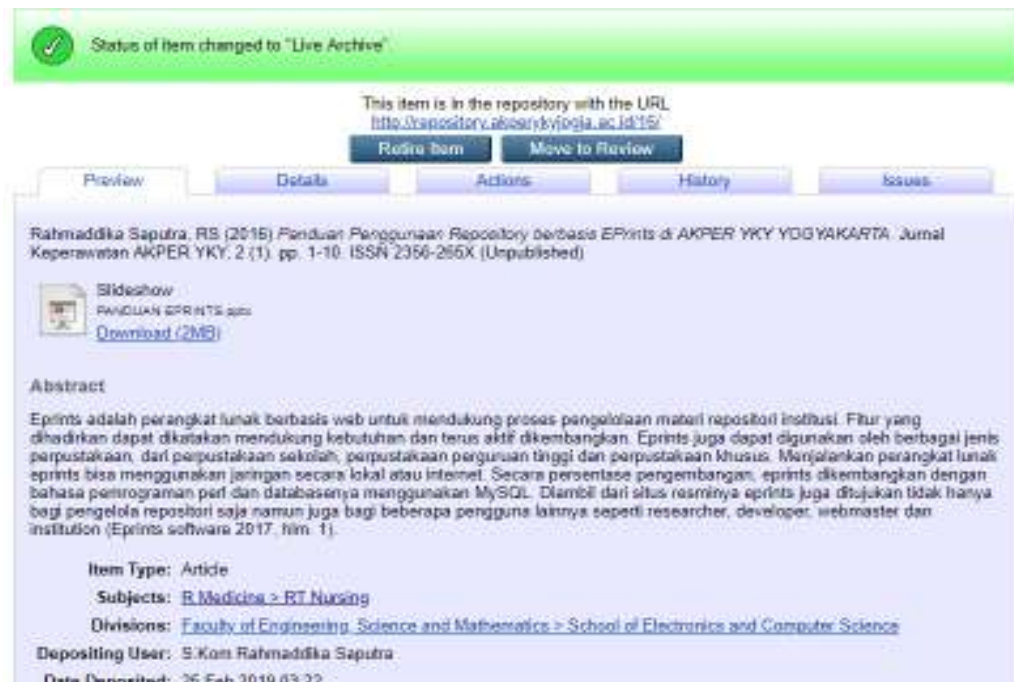 Status of item changed to "Live Archive".
This item is in the repository with the URL
http://repository.akperykyjogja.ac.id/16/
Retire Item Move to Review
Preview Details Actions History Issues
Rahmaddika Saputra, RS (2016) Panduan Penggunaan Repository berbasis EPrints di AKPER YKY YOGYAKARTA. Jurnal
Keperawatan AKPER YKY, 2 (1). pp. 1-10. ISSN 2356-265X (Unpublished)
Slideshow
PANDUAN EPRINTS.pptx
Download (2MB)
Abstract
Eprints adalah perangkat lunak berbasis web untuk mendukung proses pengelolaan materi repositori institusi. Fitur yang
dihadirkan dapat dikatakan mendukung kebutuhan dan terus aktif dikembangkan. Eprints juga dapat digunakan oleh berbagai jenis
perpustakaan, dari perpustakaan sekolah, perpustakaan perguruan tinggi dan perpustakaan khusus. Menjalankan perangkat lunak
eprints bisa menggunakan jaringan secara lokal atau internet. Secara persentase pengembangan, eprints dikembangkan dengan
bahasa pemrograman perl dan databasenya menggunakan MySQL. Diambil dari situs resminya eprints juga ditujukan tidak hanya
bagi pengelola repositori saja namun juga bagi beberapa pengguna lainnya seperti researcher, developer, webmaster dan
institution (Eprints software 2017, hlm. 1).
Item Type: Article
Subjects: R Medicine > RT Nursing
Divisions: Faculty of Engineering, Science and Mathematics > School of Electronics and Computer Science
Depositing User: S.Kom Rahmaddika Saputra
Date Deposited: 25 Feb 2019 03:22